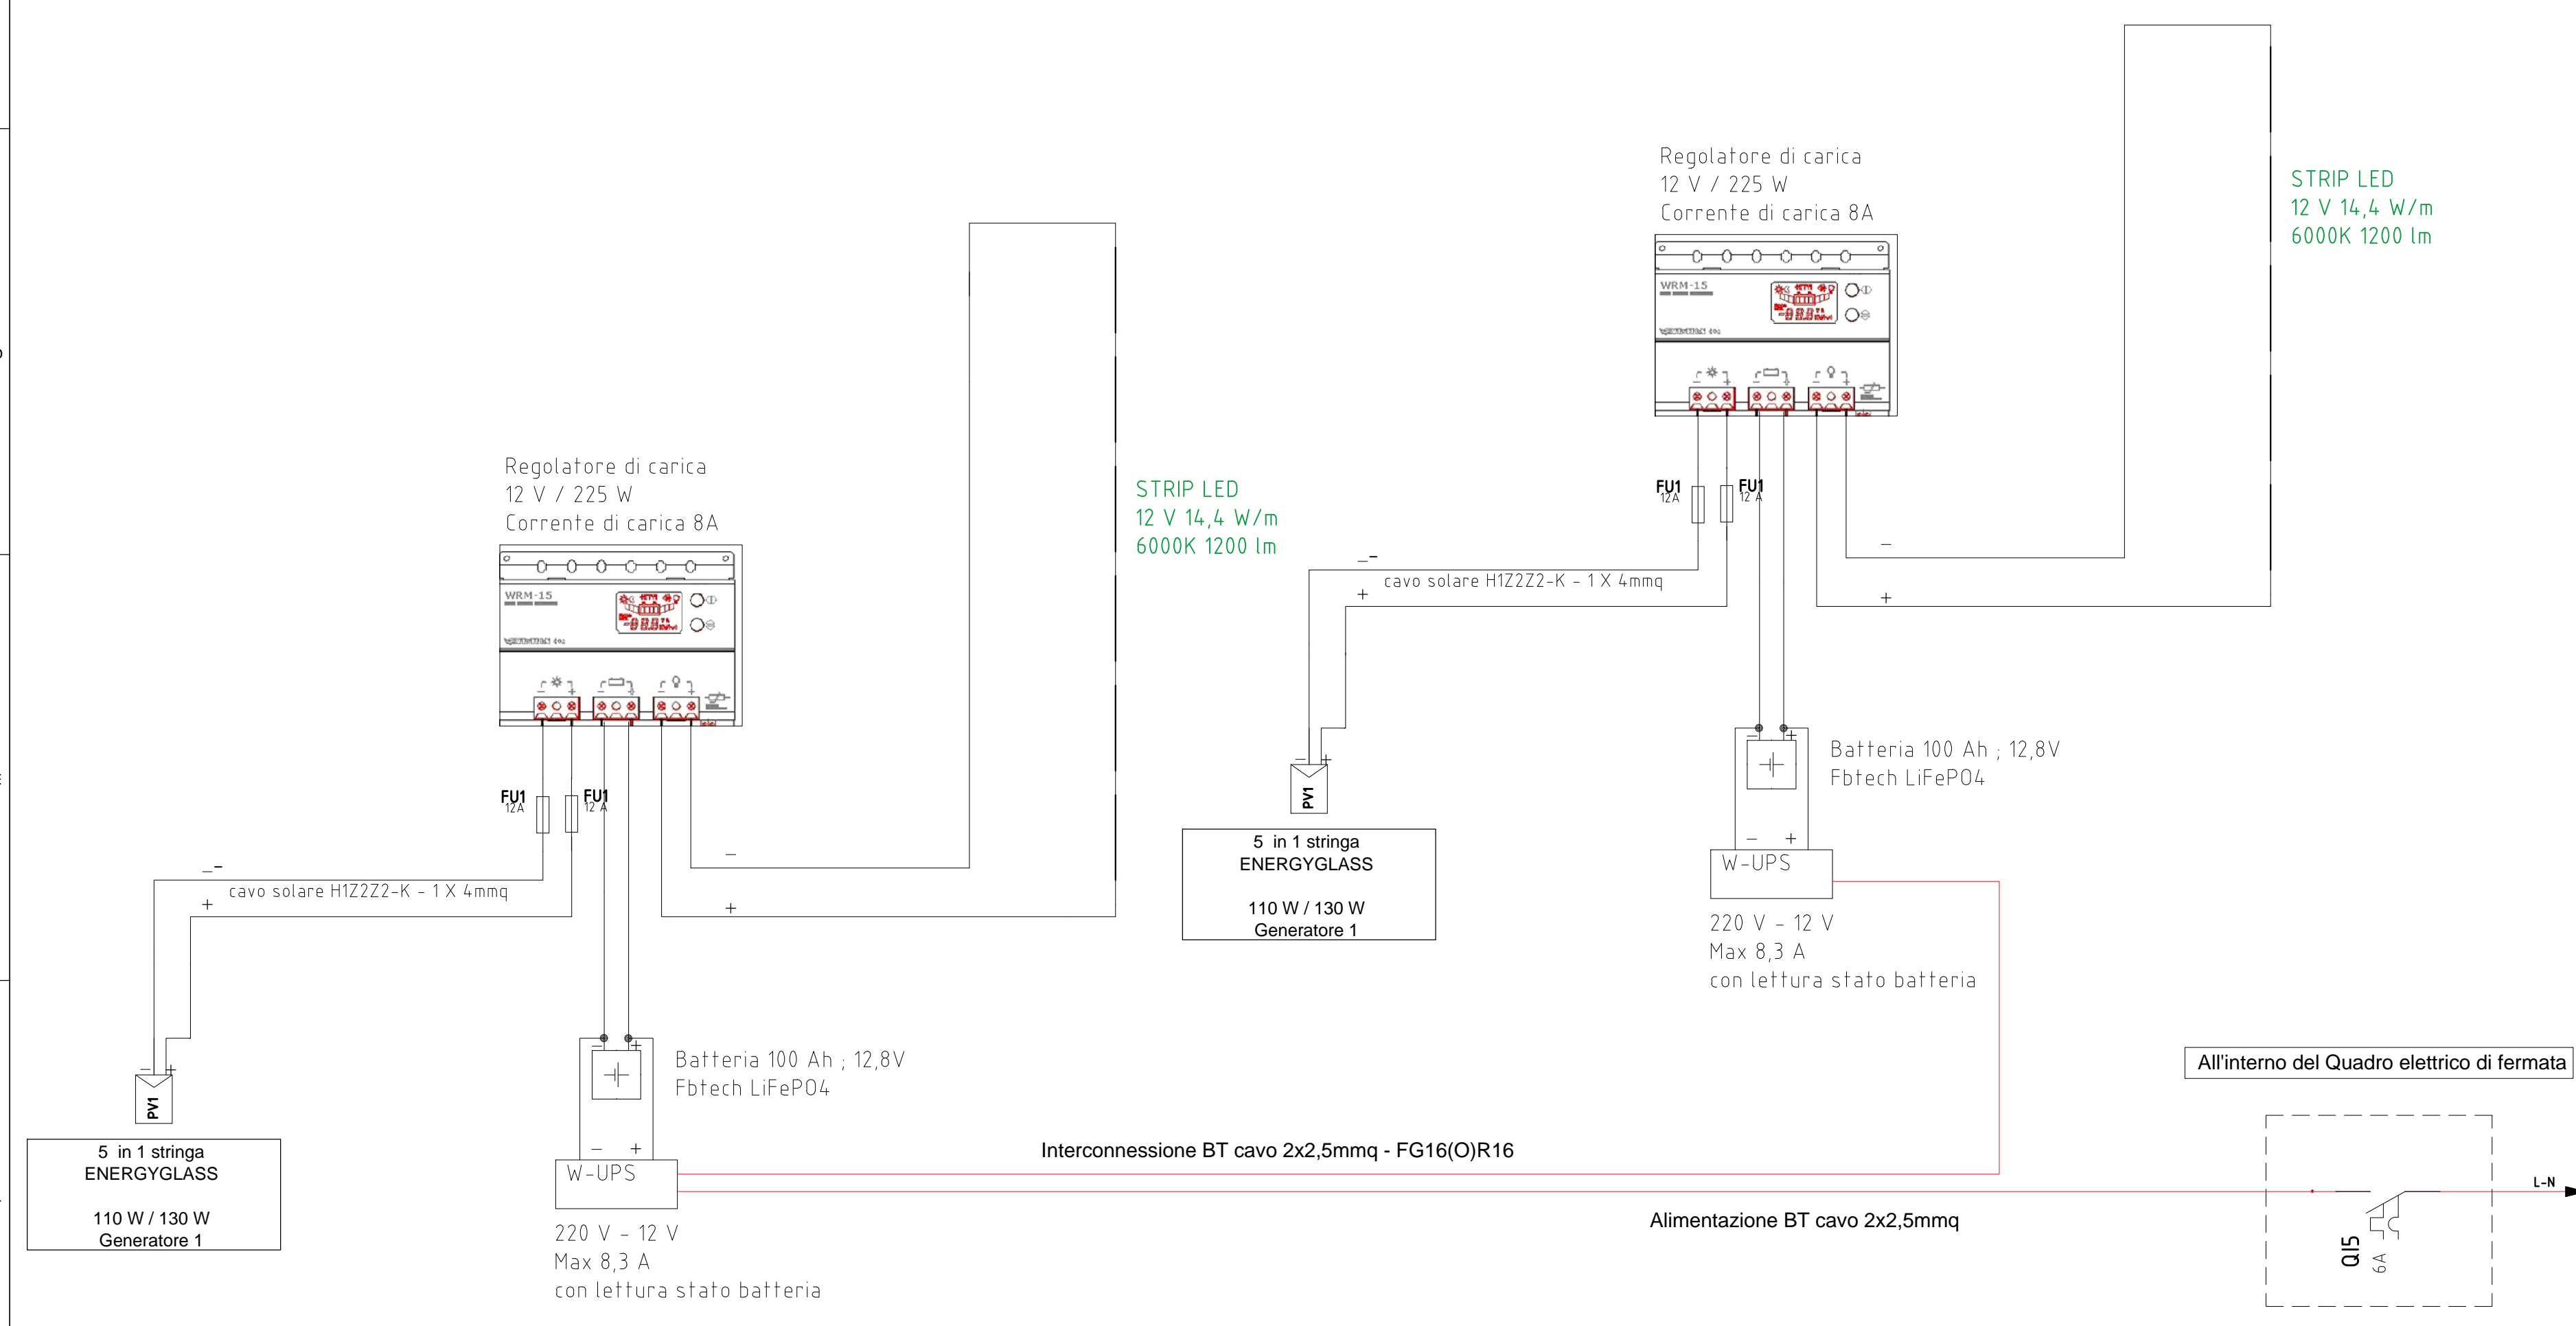 Regolatore di carica
12 V / 225 W
Corrente di carica 8A
WRM-15
STRIP LED
12 V 14,4 W/m
6000K 1200 lm
FU1
12A
FU1
12 A
-
cavo solare H1Z2Z2-K - 1 X 4mmq
+
-
+
- +
PV1
5 in 1 stringa
ENERGYGLASS
110 W / 130 W
Generatore 1
- +
Batteria 100 Ah ; 12,8V
Fbtech LiFePO4
- +
W-UPS
220 V - 12 V
Max 8,3 A
con lettura stato batteria
Regolatore di carica
12 V / 225 W
Corrente di carica 8A
WRM-15
STRIP LED
12 V 14,4 W/m
6000K 1200 lm
FU1
12A
FU1
12 A
-
cavo solare H1Z2Z2-K - 1 X 4mmq
+
-
+
- +
PV1
5 in 1 stringa
ENERGYGLASS
110 W / 130 W
Generatore 1
- +
Batteria 100 Ah ; 12,8V
Fbtech LiFePO4
- +
W-UPS
220 V - 12 V
Max 8,3 A
con lettura stato batteria
Interconnessione BT cavo 2x2,5mmq - FG16(O)R16
Alimentazione BT cavo 2x2,5mmq
All'interno del Quadro elettrico di fermata
L-N
QI5
6A